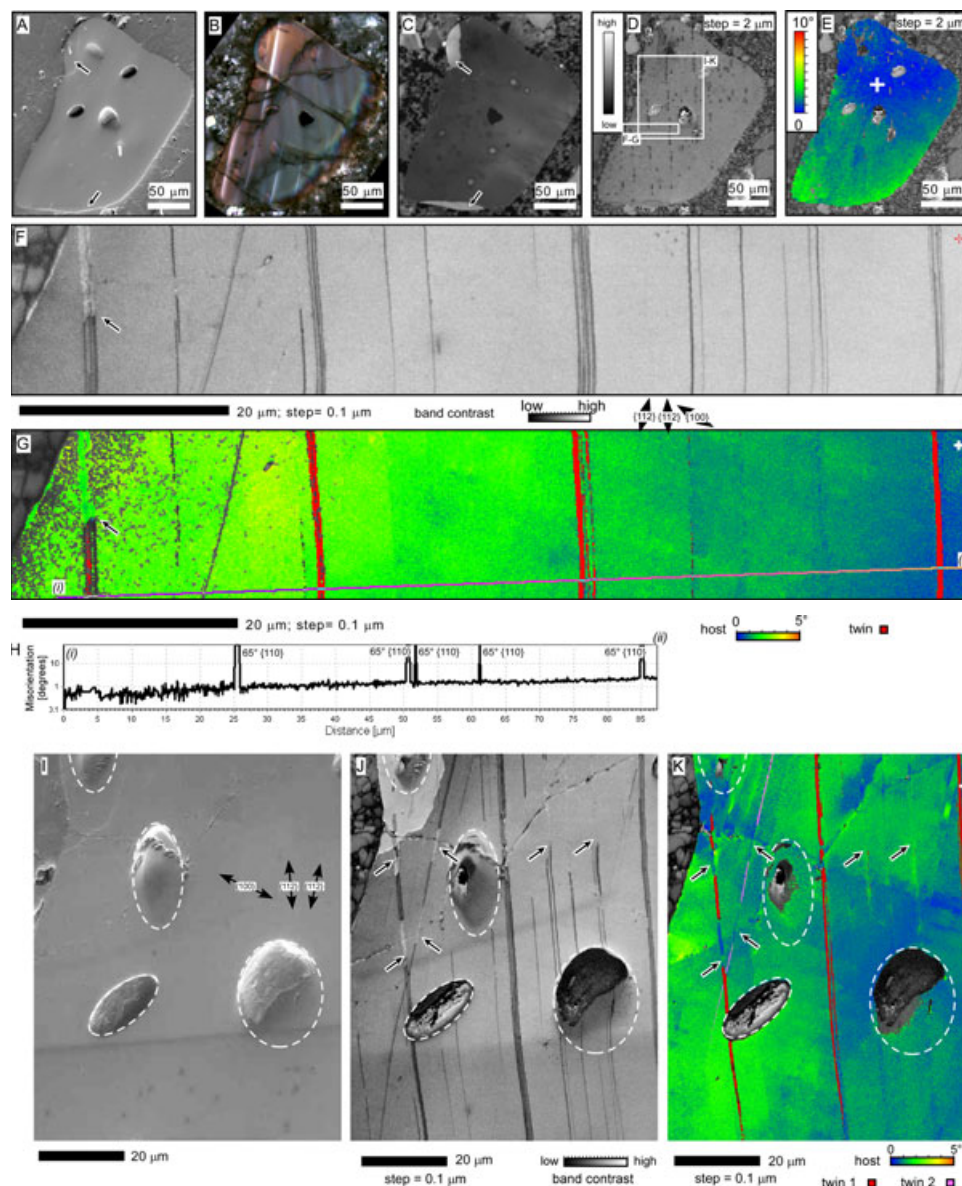 A
B
C
D
E
high
low
step = 2 μm
10°
0
step = 2 μm
I-K
F-G
50 μm
50 μm
50 μm
50 μm
50 μm
F
20 μm; step= 0.1 μm
band contrast
low high
{112} {112} {100}
G
(i)
20 μm; step= 0.1 μm
host 0 5° twin
H
Misorientation [degrees]
(i)
(ii)
65° {110}
65° {110}
65° {110}
65° {110}
65° {110}
10
1
0 5 10 15 20 25 30 35 40 45 50 55 60 65 70 75 80 85
Distance [μm]
I
J
K
{100} {112} {112}
20 μm
20 μm
step = 0.1 μm
low high
band contrast
20 μm
step = 0.1 μm
host 0 5°
twin 1 twin 2